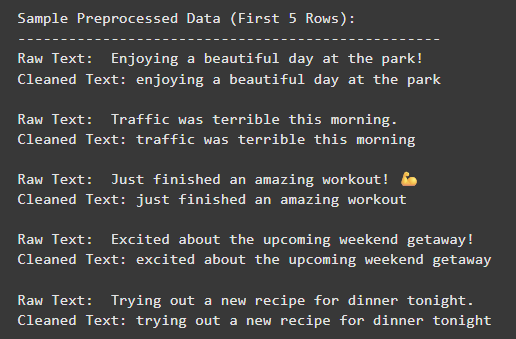 Sample Preprocessed Data (First 5 Rows):
--------------------------------------------------
Raw Text:  Enjoying a beautiful day at the park!
Cleaned Text: enjoying a beautiful day at the park

Raw Text:  Traffic was terrible this morning.
Cleaned Text: traffic was terrible this morning

Raw Text:  Just finished an amazing workout! 💪
Cleaned Text: just finished an amazing workout

Raw Text:  Excited about the upcoming weekend getaway!
Cleaned Text: excited about the upcoming weekend getaway

Raw Text:  Trying out a new recipe for dinner tonight.
Cleaned Text: trying out a new recipe for dinner tonight